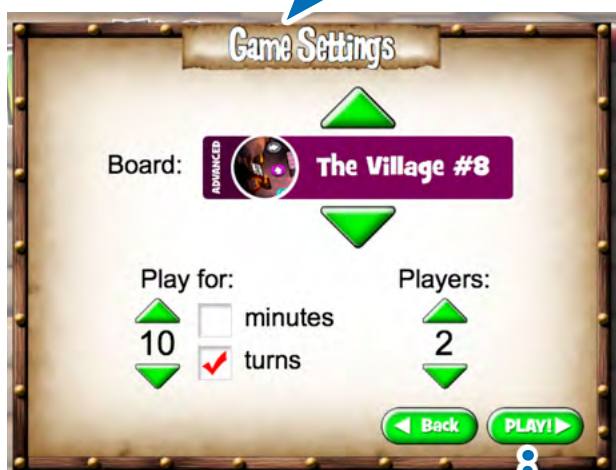 Game Settings
Board:
ADVANCED
The Village #8
Play for:
Players:
10
minutes
turns
2
Back
PLAY!
8